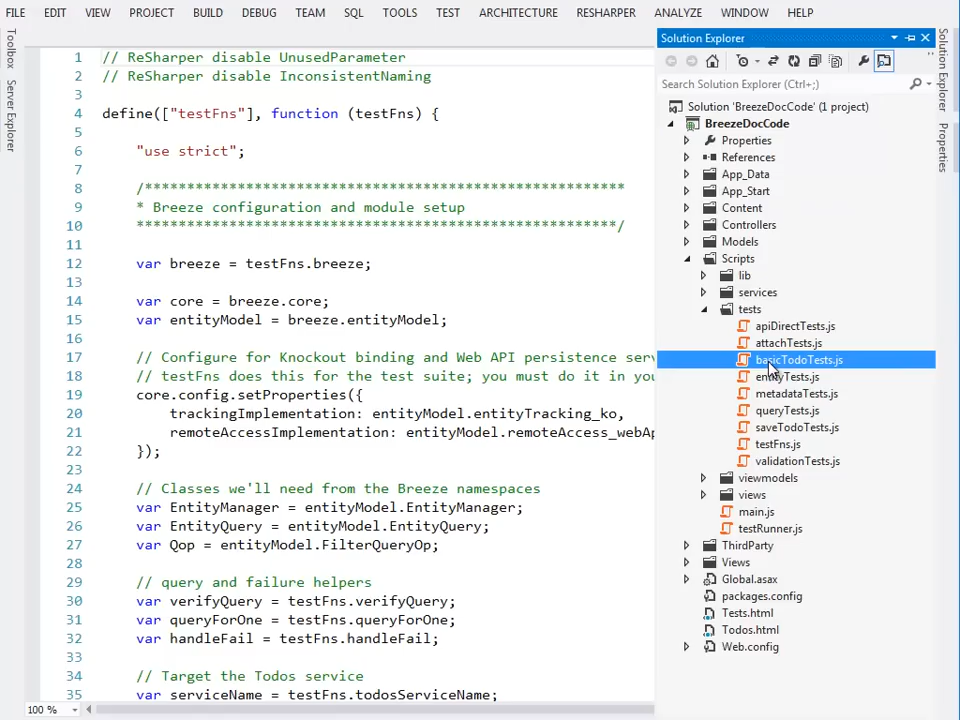 FILE EDIT VIEW PROJECT BUILD DEBUG TEAM SQL TOOLS TEST ARCHITECTURE RESHARPER ANALYZE WINDOW HELP
Toolbox
Server Explorer
1 // ReSharper disable UnusedParameter
2 // ReSharper disable InconsistentNaming
3
4 define(["testFns"], function (testFns) {
5
6 "use strict";
7
8 /*********************************************************
9 * Breeze configuration and module setup
10 *********************************************************/
11
12 var breeze = testFns.breeze;
13
14 var core = breeze.core;
15 var entityModel = breeze.entityModel;
16
17 // Configure for Knockout binding and Web API persistence serv
18 // testFns does this for the test suite; you must do it in you
19 core.config.setProperties({
20 trackingImplementation: entityModel.entityTracking_ko,
21 remoteAccessImplementation: entityModel.remoteAccess_webAp
22 });
23
24 // Classes we'll need from the Breeze namespaces
25 var EntityManager = entityModel.EntityManager;
26 var EntityQuery = entityModel.EntityQuery;
27 var Qop = entityModel.FilterQueryOp;
28
29 // query and failure helpers
30 var verifyQuery = testFns.verifyQuery;
31 var queryForOne = testFns.queryForOne;
32 var handleFail = testFns.handleFail;
33
34 // Target the Todos service
35 var serviceName = testFns.todosServiceName;
100 %
Solution Explorer
Search Solution Explorer (Ctrl+;)
Solution 'BreezeDocCode' (1 project)
BreezeDocCode
Properties
References
App_Data
App_Start
Content
Controllers
Models
Scripts
lib
services
tests
apiDirectTests.js
attachTests.js
basicTodoTests.js
entityTests.js
metadataTests.js
queryTests.js
saveTodoTests.js
testFns.js
validationTests.js
viewmodels
views
main.js
testRunner.js
ThirdParty
Views
Global.asax
packages.config
Tests.html
Todos.html
Web.config
Solution Explorer
Properties